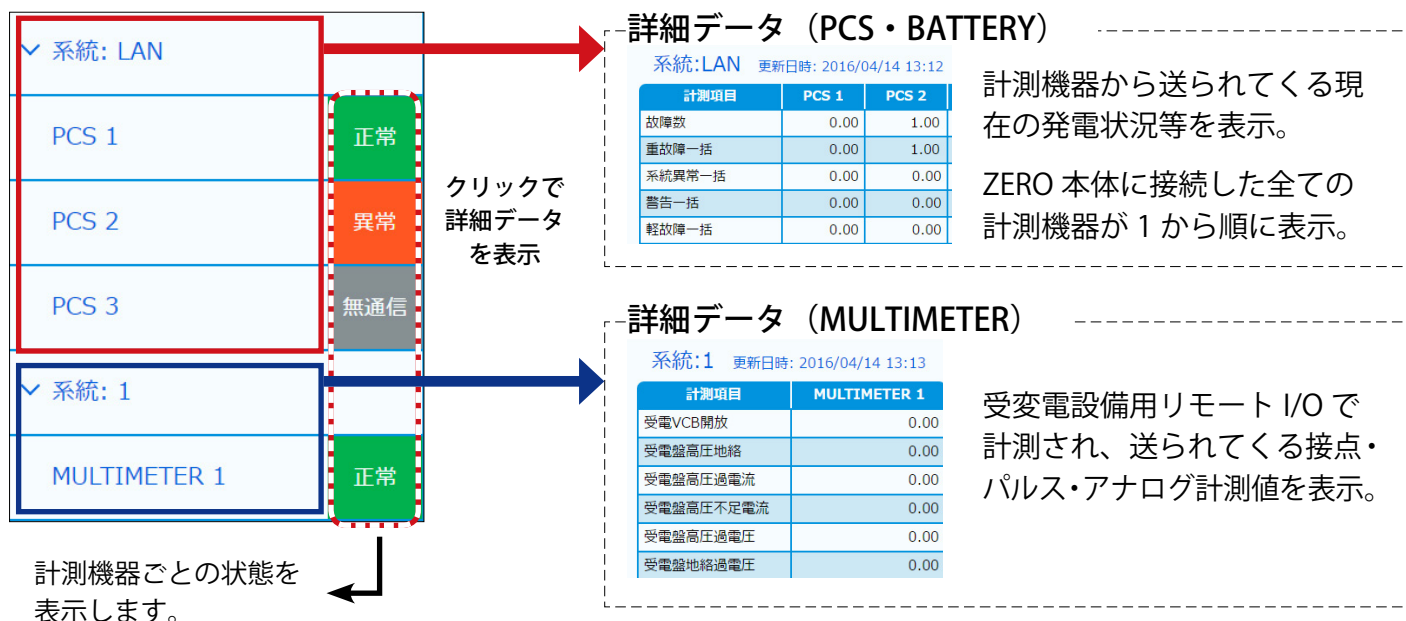 系統: LAN
PCS 1
正常
PCS 2
異常
PCS 3
無通信
系統: 1
MULTIMETER 1
正常
計測機器ごとの状態を
表示します。
クリックで
詳細データ
を表示
詳細データ（PCS・BATTERY）
系統:LAN 更新日時: 2016/04/14 13:12
計測項目 PCS 1 PCS 2
故障数 0.00 1.00
重故障一括 0.00 1.00
系統異常一括 0.00 0.00
警告一括 0.00 0.00
軽故障一括 0.00 0.00
計測機器から送られてくる現
在の発電状況等を表示。
ZERO 本体に接続した全ての
計測機器が 1 から順に表示。
詳細データ（MULTIMETER）
系統:1 更新日時: 2016/04/14 13:13
計測項目 MULTIMETER 1
受電VCB開放 0.00
受電盤高圧地絡 0.00
受電盤高圧過電流 0.00
受電盤高圧不足電流 0.00
受電盤高圧過電圧 0.00
受電盤地絡過電圧 0.00
受変電設備用リモート I/O で
計測され、送られてくる接点・
パルス・アナログ計測値を表示。